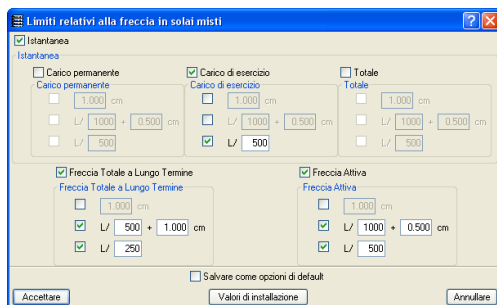 Limiti relativi alla freccia in solai misti
Istantanea
Istantanea
Carico permanente
Carico di esercizio
Totale
Carico permanente
Carico di esercizio
Totale
1.000 cm
1.000 cm
1.000 cm
L/ 1000 + 0.500 cm
L/ 1000 + 0.500 cm
L/ 1000 + 0.500 cm
L/ 500
L/ 500
L/ 500
Freccia Totale a Lungo Termine
Freccia Attiva
Freccia Totale a Lungo Termine
Freccia Attiva
1.000 cm
1.000 cm
L/ 500 + 1.000 cm
L/ 1000 + 0.500 cm
L/ 250
L/ 500
Salvare come opzioni di default
Accettare
Valori di installazione
Annullare